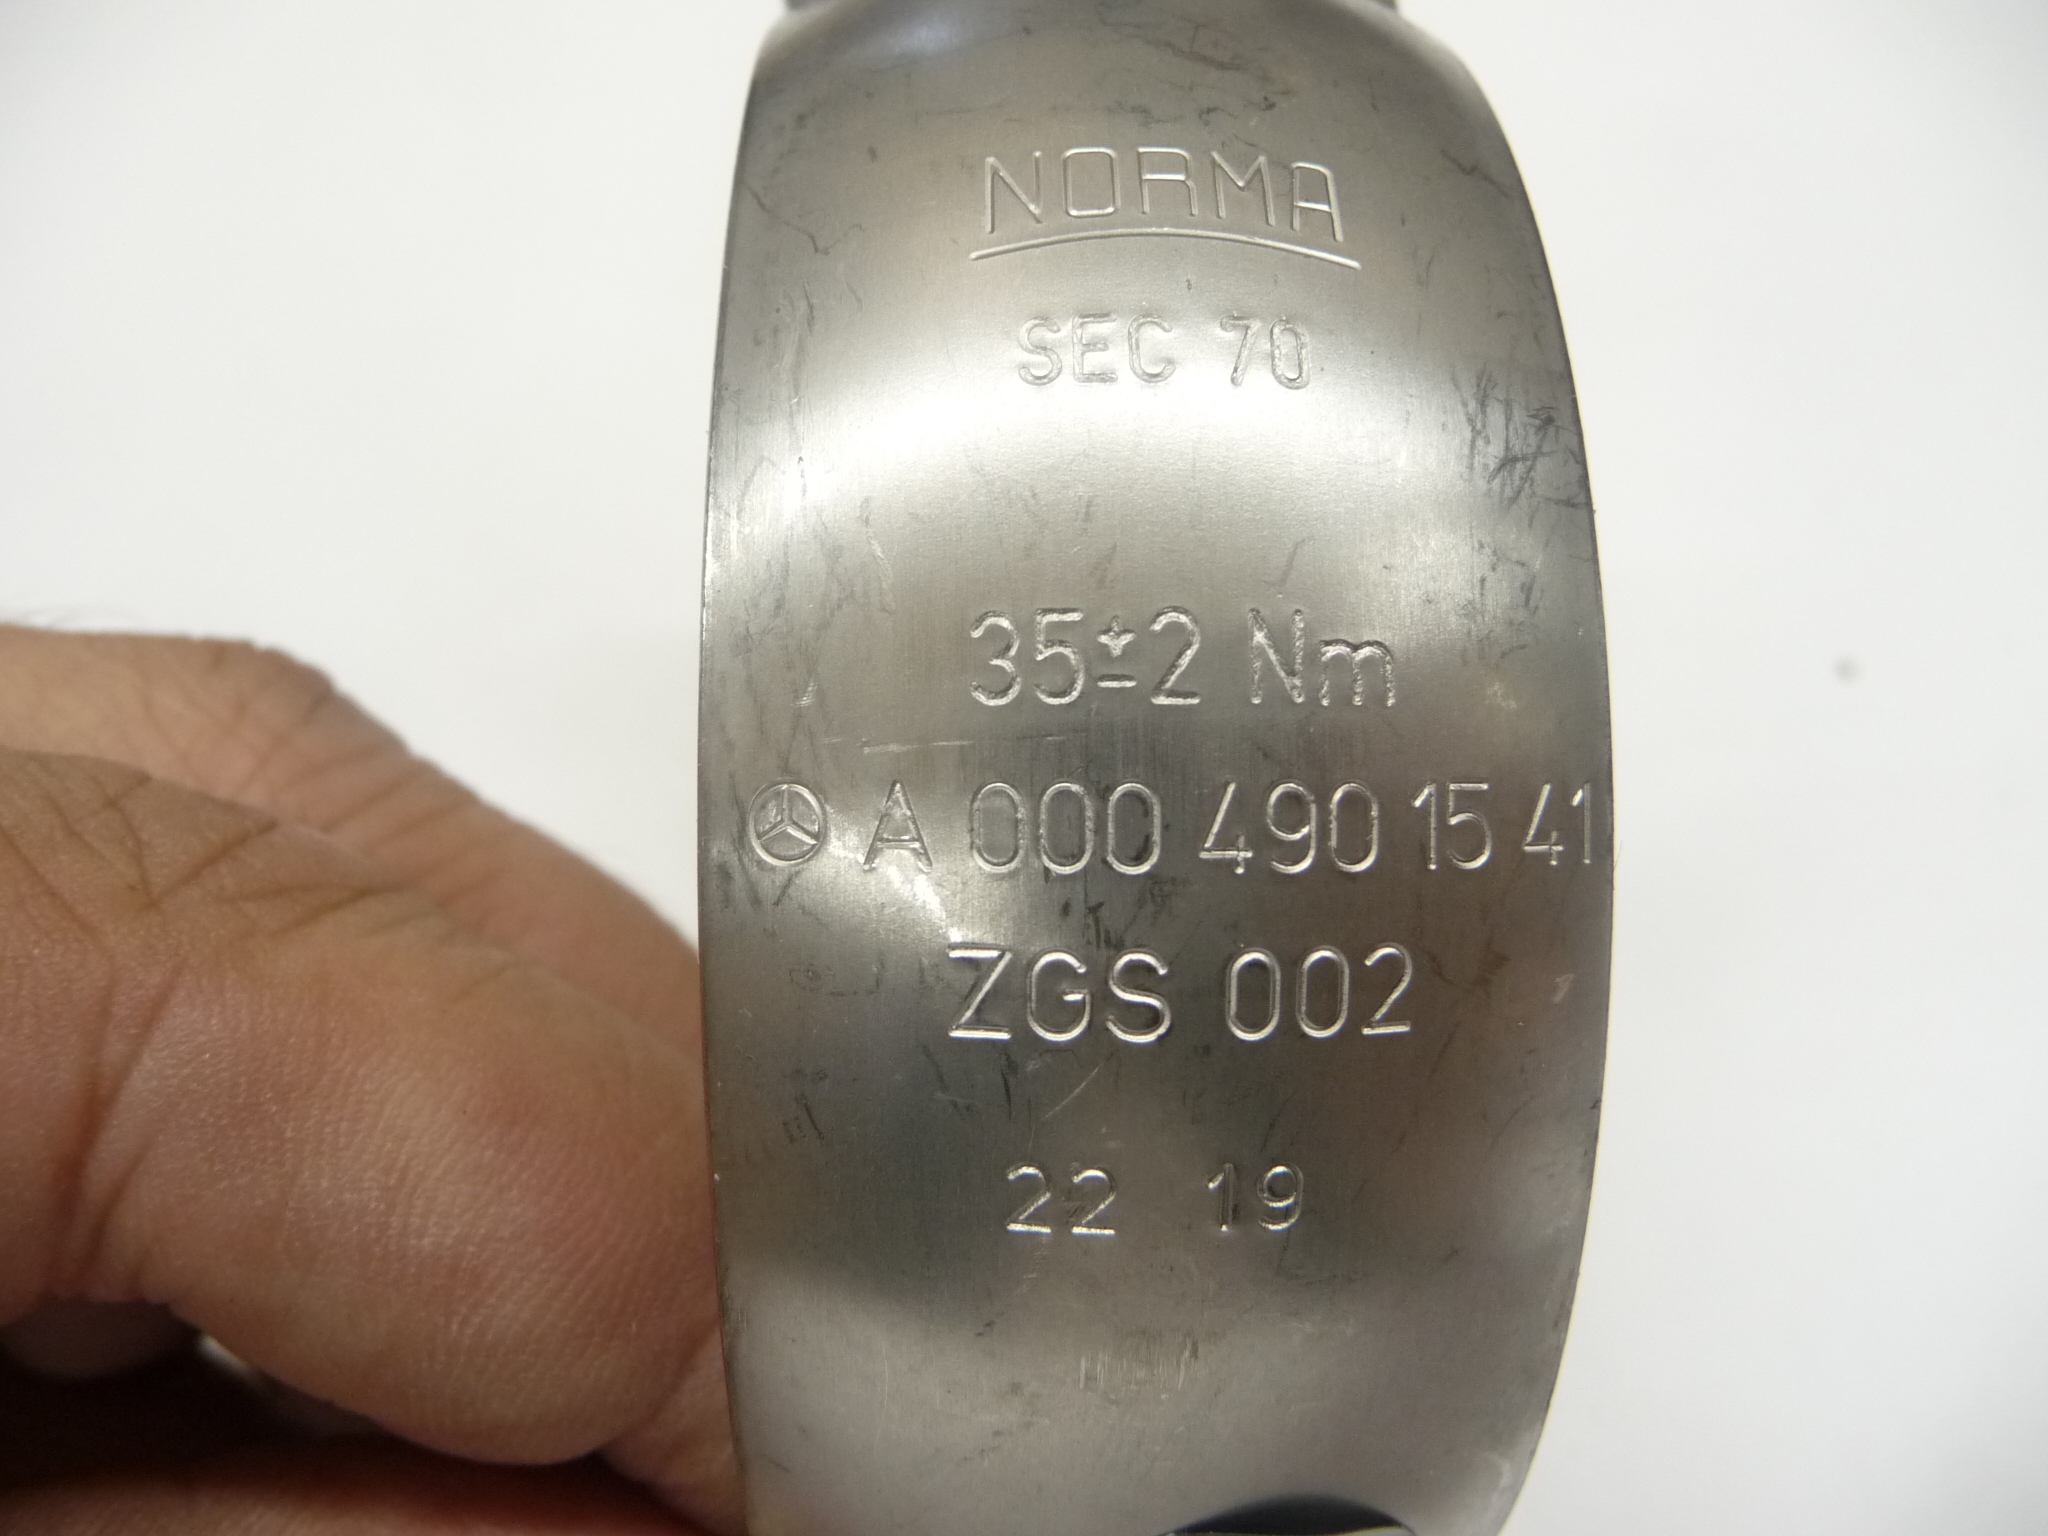 NORMA
SEC 70
35±2 Nm
A 000 490 15 41
ZGS 002
22 19